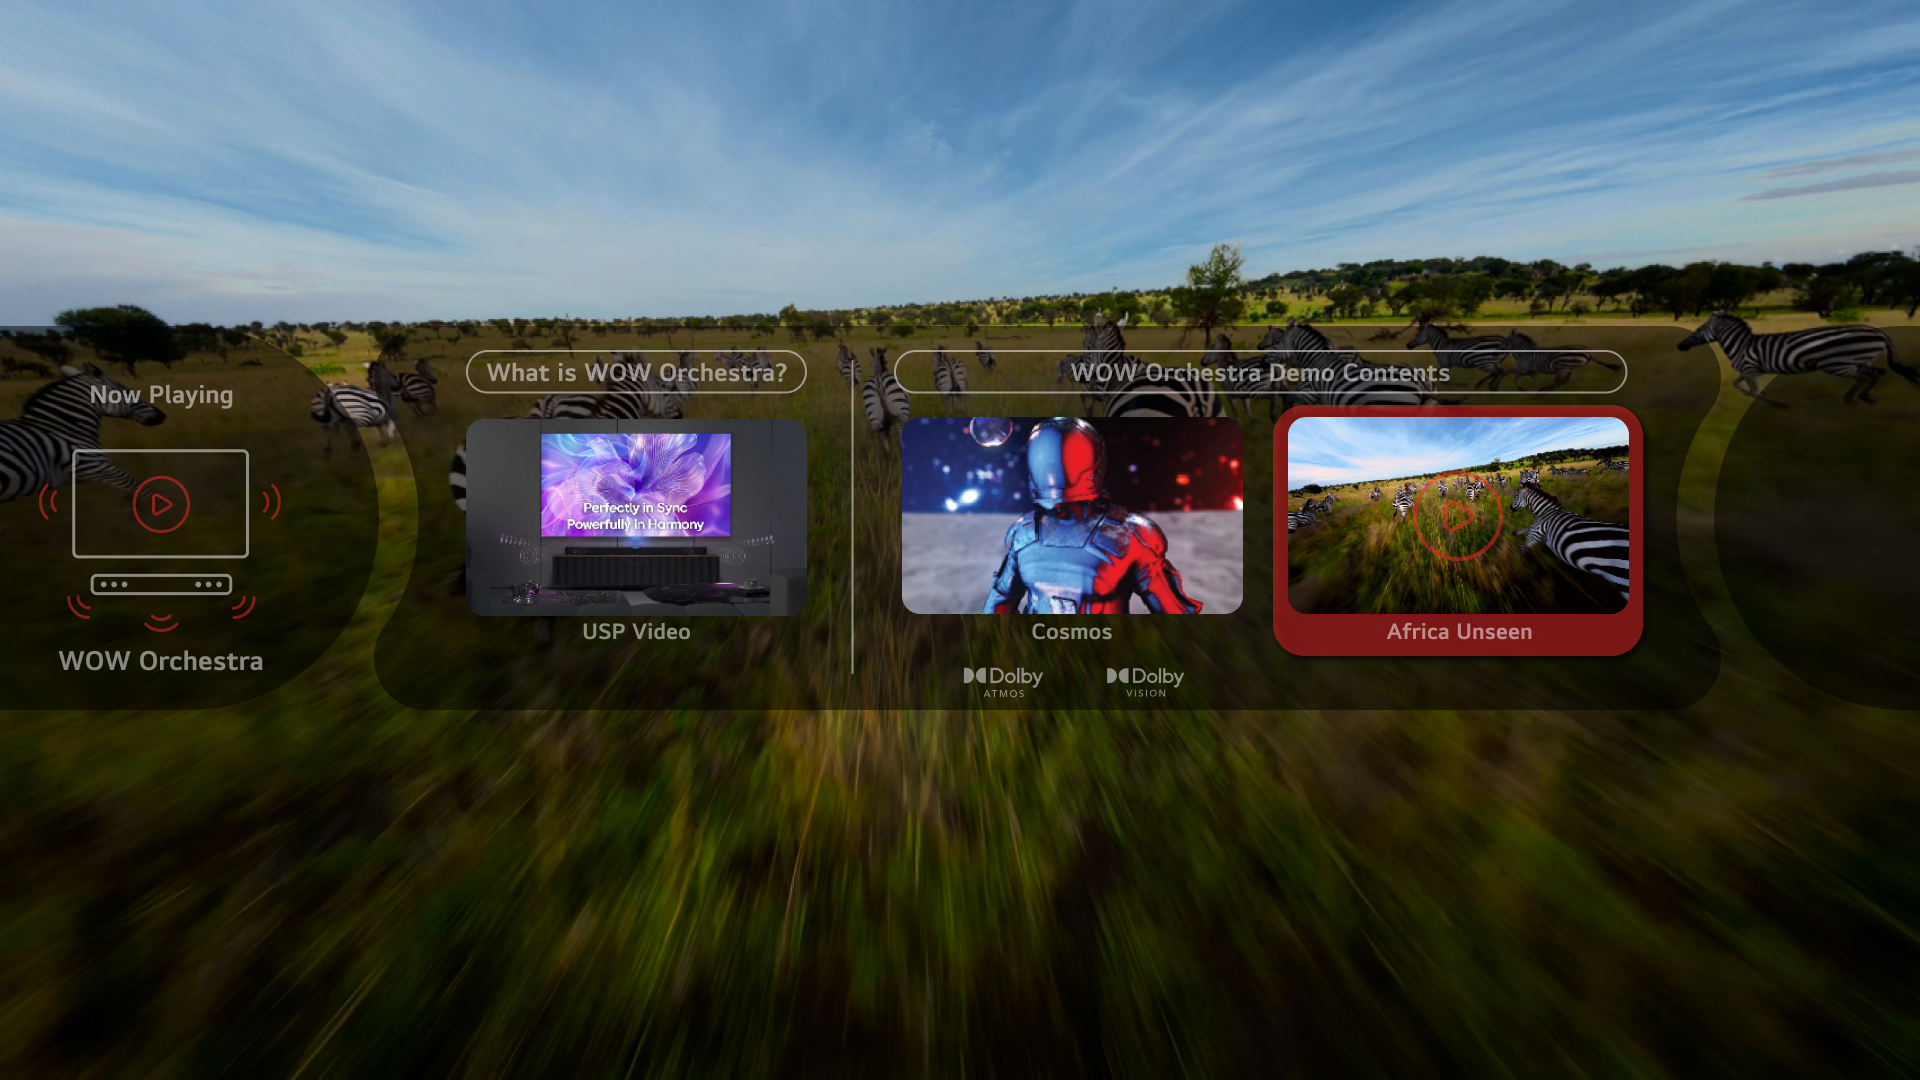 Now Playing
WOW Orchestra
What is WOW Orchestra?
Perfectly in Sync
Powerfully in Harmony
USP Video
WOW Orchestra Demo Contents
Cosmos
Dolby
ATMOS
Dolby
VISION
Africa Unseen